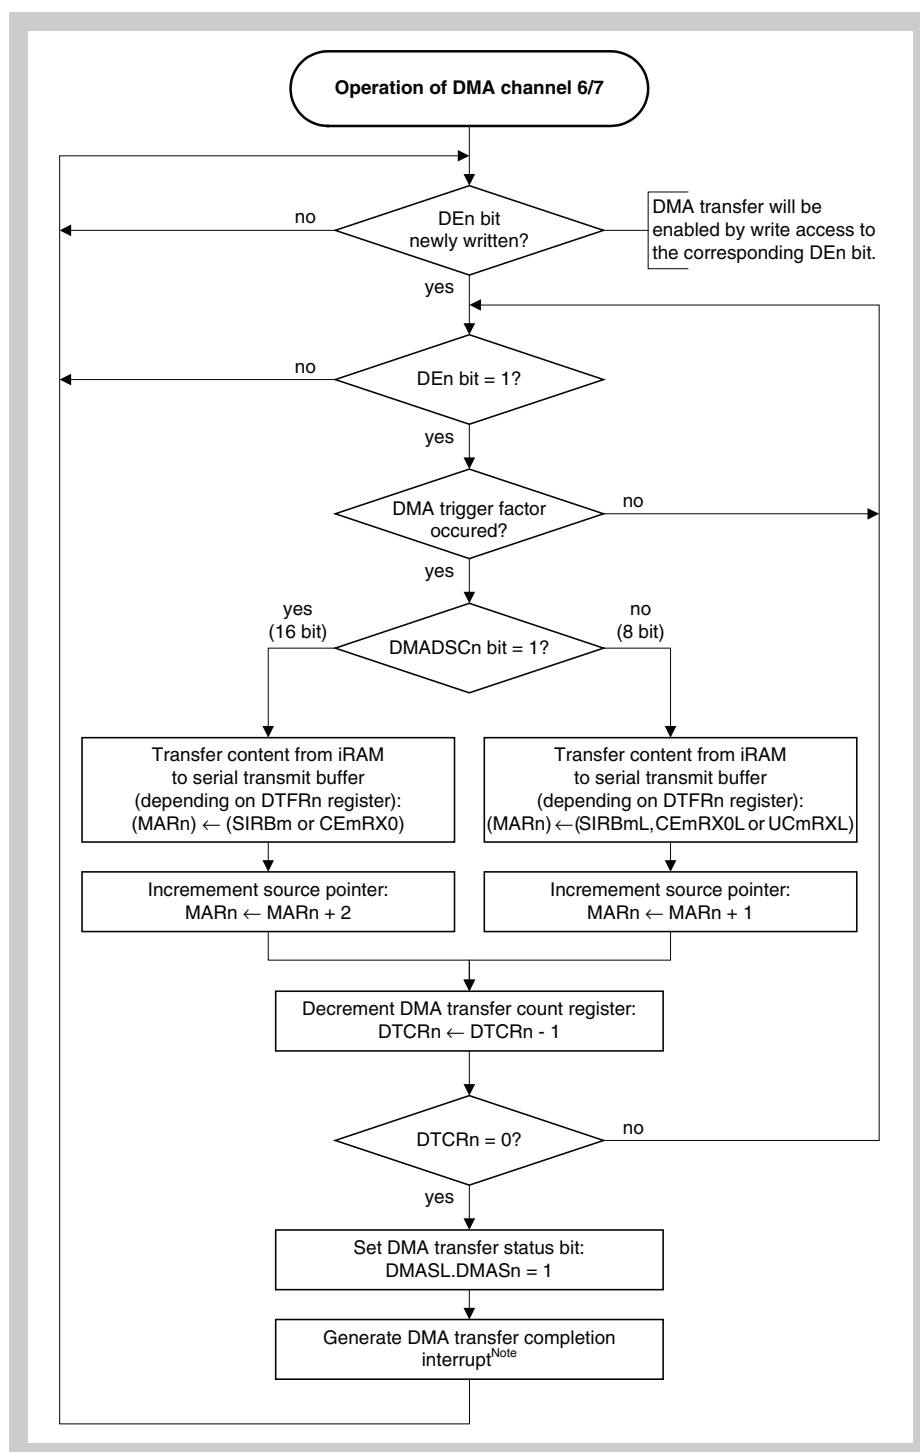 Operation of DMA channel 6/7
no
DEn bit
newly written?
DMA transfer will be
enabled by write access to
the corresponding DEn bit.
yes
no
DEn bit = 1?
yes
DMA trigger factor
occured?
no
yes
yes
(16 bit)
DMADSCn bit = 1?
no
(8 bit)
Transfer content from iRAM
to serial transmit buffer
(depending on DTFRn register):
(MARn) ← (SIRBm or CEmRX0)
Transfer content from iRAM
to serial transmit buffer
(depending on DTFRn register):
(MARn) ←(SIRBmL, CEmRX0L or UCmRXL)
Incremement source pointer:
MARn ← MARn + 2
Incremement source pointer:
MARn ← MARn + 1
Decrement DMA transfer count register:
DTCRn ← DTCRn - 1
DTCRn = 0?
no
yes
Set DMA transfer status bit:
DMASL.DMASn = 1
Generate DMA transfer completion
interruptNote